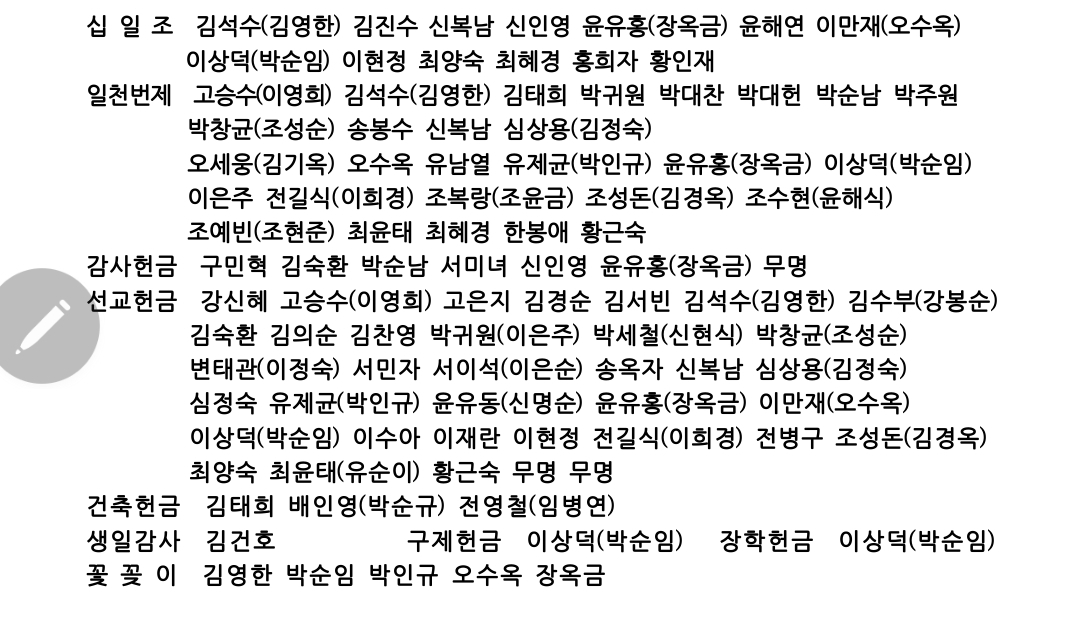 십 일 조 김석수(김영한) 김진수 신복남 신인영 윤유홍(장옥금) 윤해연 이만재(오수옥)
이상덕(박순임) 이현정 최양숙 최혜경 홍희자 황인재
일천번제 고승수(이영희) 김석수(김영한) 김태희 박귀원 박대찬 박대헌 박순남 박주원
박창균(조성순) 송봉수 신복남 심상용(김정숙)
오세웅(김기옥) 오수옥 유남열 유제균(박인규) 윤유홍(장옥금) 이상덕(박순임)
이은주 전길식(이희경) 조복랑(조윤금) 조성돈(김경옥) 조수현(윤해식)
조예빈(조현준) 최윤태 최혜경 한봉애 황근숙
감사헌금 구민혁 김숙환 박순남 서미녀 신인영 윤유홍(장옥금) 무명
선교헌금 강신혜 고승수(이영희) 고은지 김경순 김서빈 김석수(김영한) 김수부(강봉순)
김숙환 김의순 김찬영 박귀원(이은주) 박세철(신현식) 박창균(조성순)
변태관(이정숙) 서민자 서이석(이은순) 송옥자 신복남 심상용(김정숙)
심정숙 유제균(박인규) 윤유동(신명순) 윤유홍(장옥금) 이만재(오수옥)
이상덕(박순임) 이수아 이재란 이현정 전길식(이희경) 전병구 조성돈(김경옥)
최양숙 최윤태(유순이) 황근숙 무명 무명
건축헌금 김태희 배인영(박순규) 전영철(임병연)
생일감사 김건호 구제헌금 이상덕(박순임) 장학헌금 이상덕(박순임)
꽃 꽂 이 김영한 박순임 박인규 오수옥 장옥금